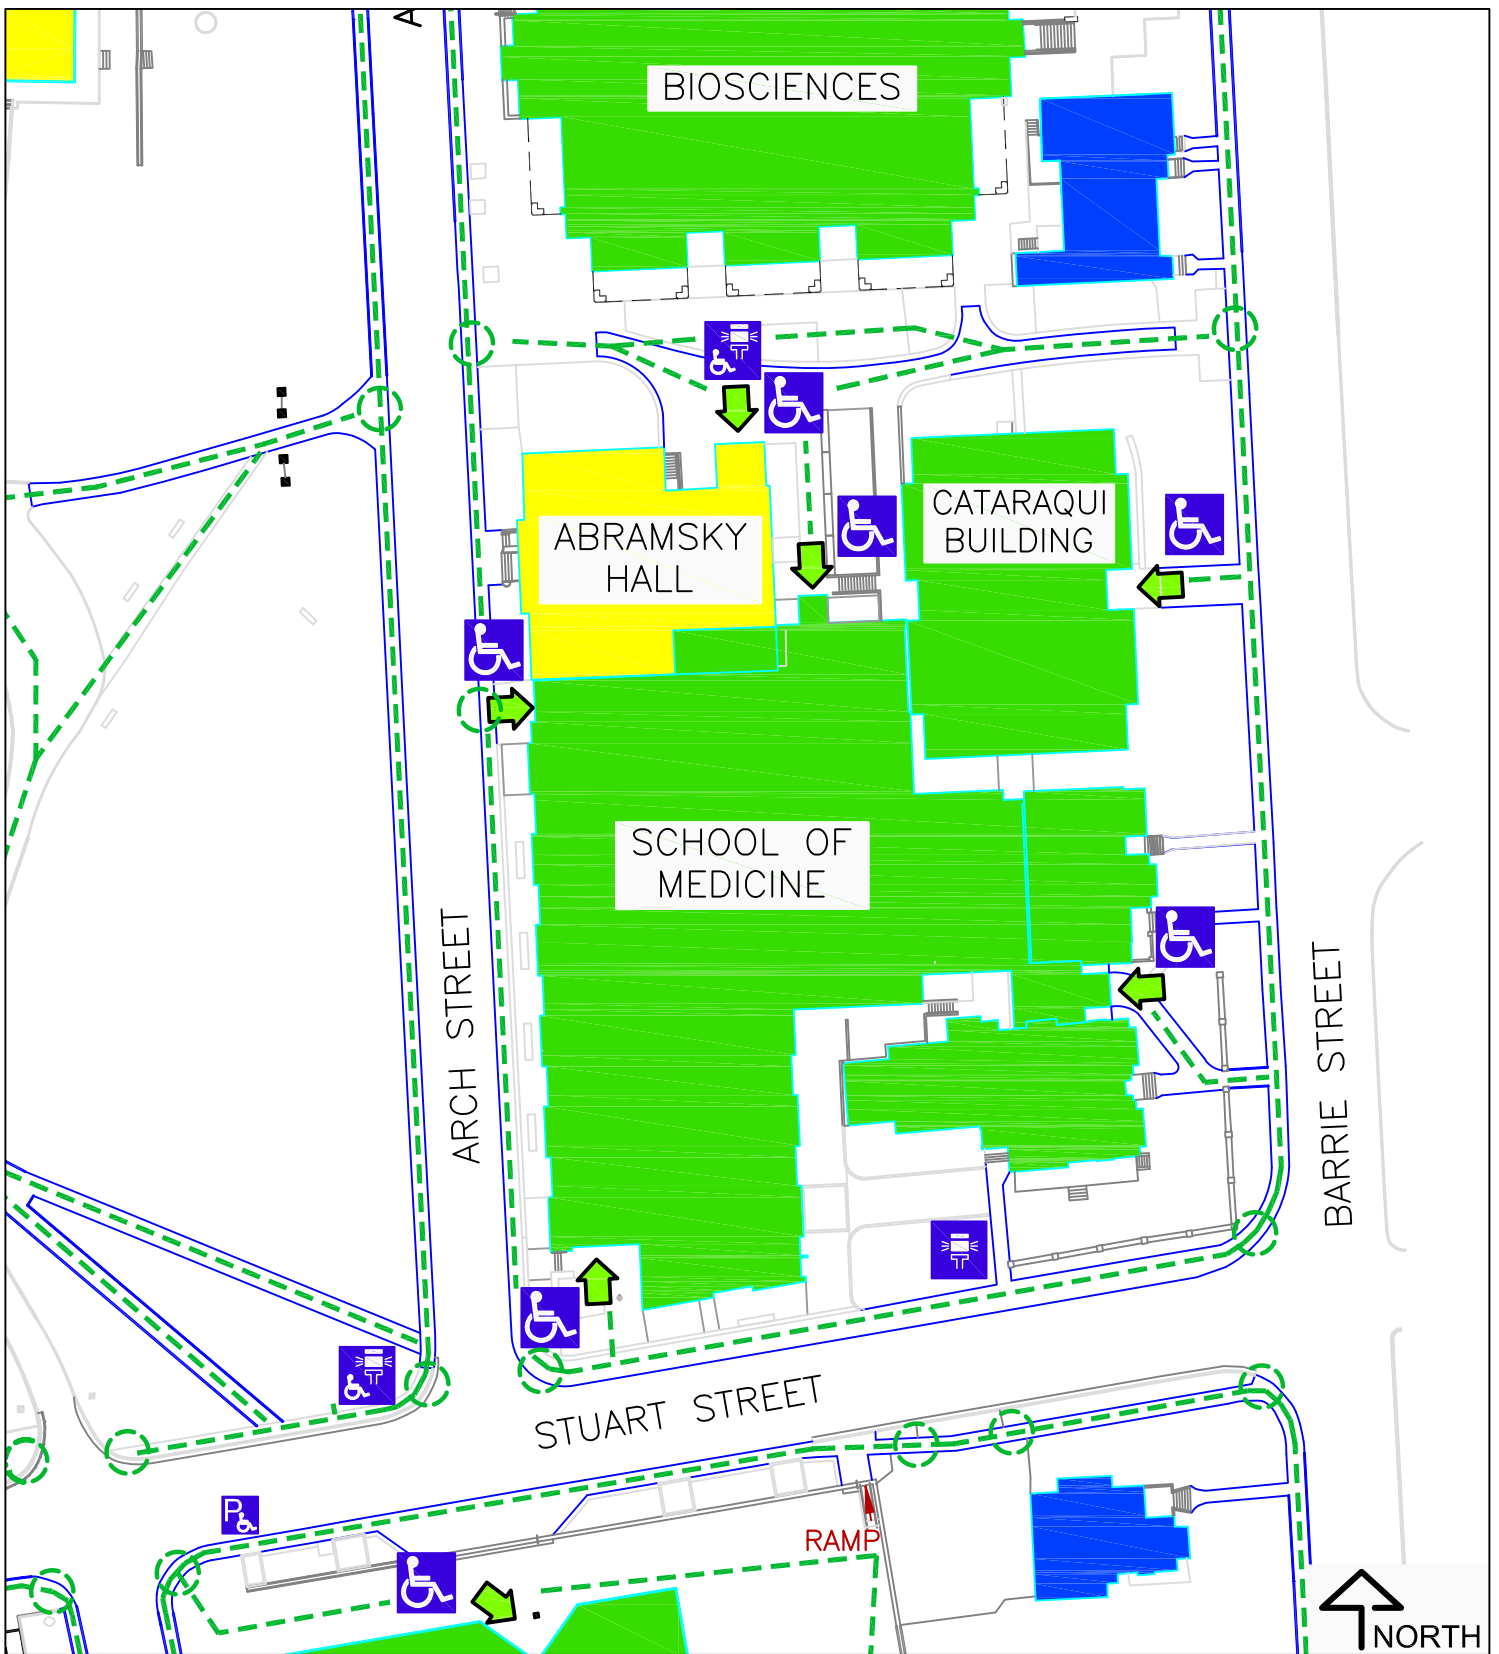 A
BIOSCIENCES
CATARAQUI
BUILDING
ABRAMSKY
HALL
SCHOOL OF
MEDICINE
ARCH STREET
BARRIE STREET
STUART STREET
P
RAMP
NORTH